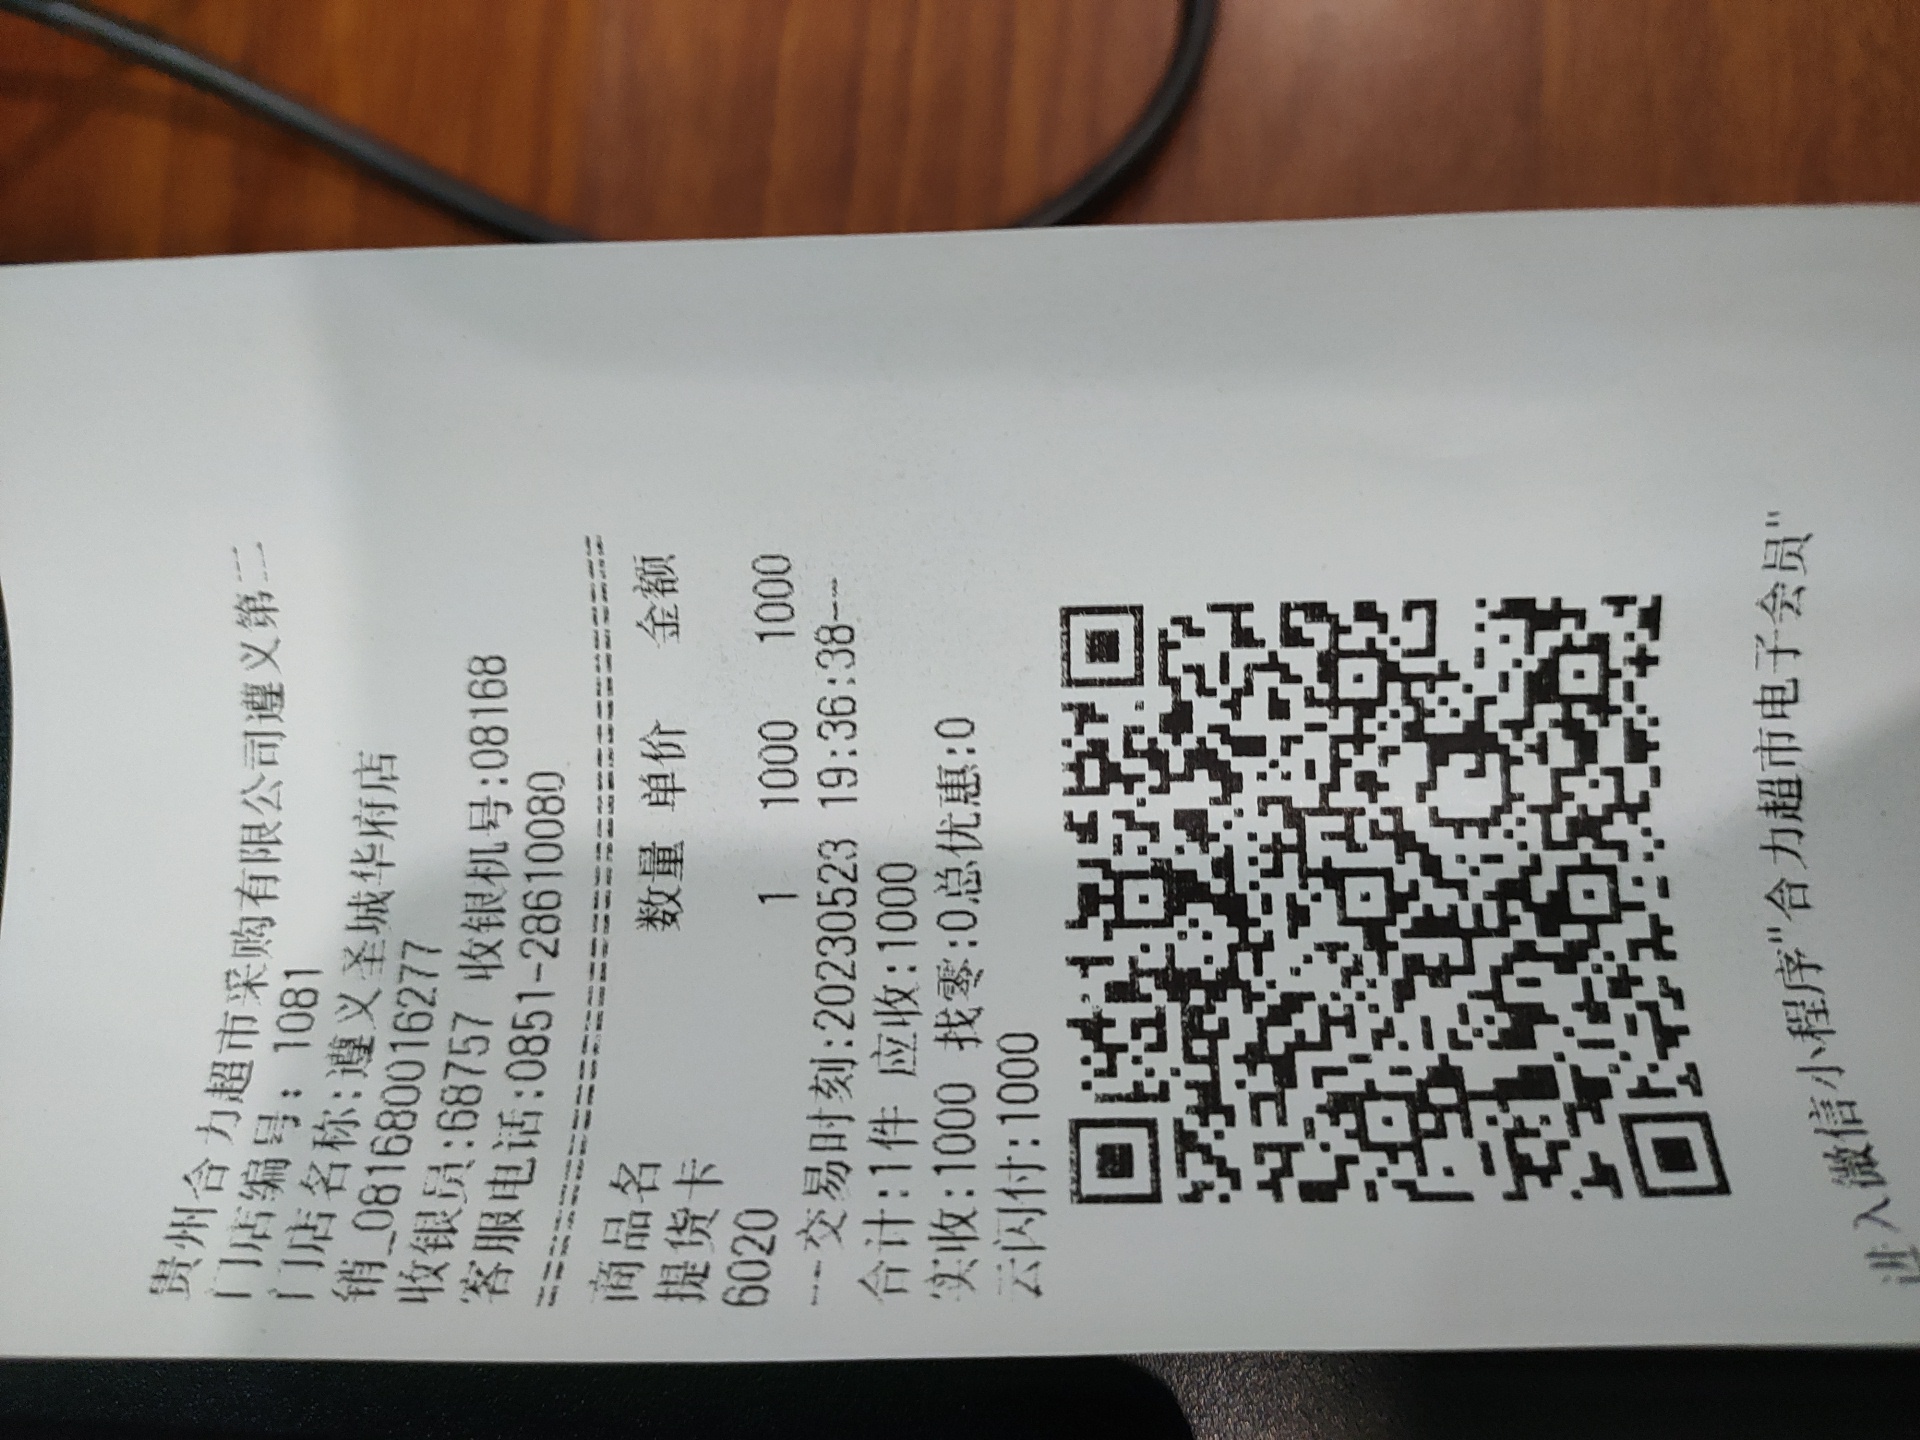 贵州合力超市采购有限公司遵义第二
门店编号: 1081
门店名称:遵义圣城华府店
销_0816800016277
收银员:68757 收银机号:08168
客服电话:0851-28610080
商品名 数量 单价 金额
提货卡
6020 1 1000 1000
---交易时刻:20230523 19:36:38---
合计:1件 应收:1000
实收:1000 找零:0总优惠:0
云闪付:1000
进入微信小程序"合力超市电子会员"